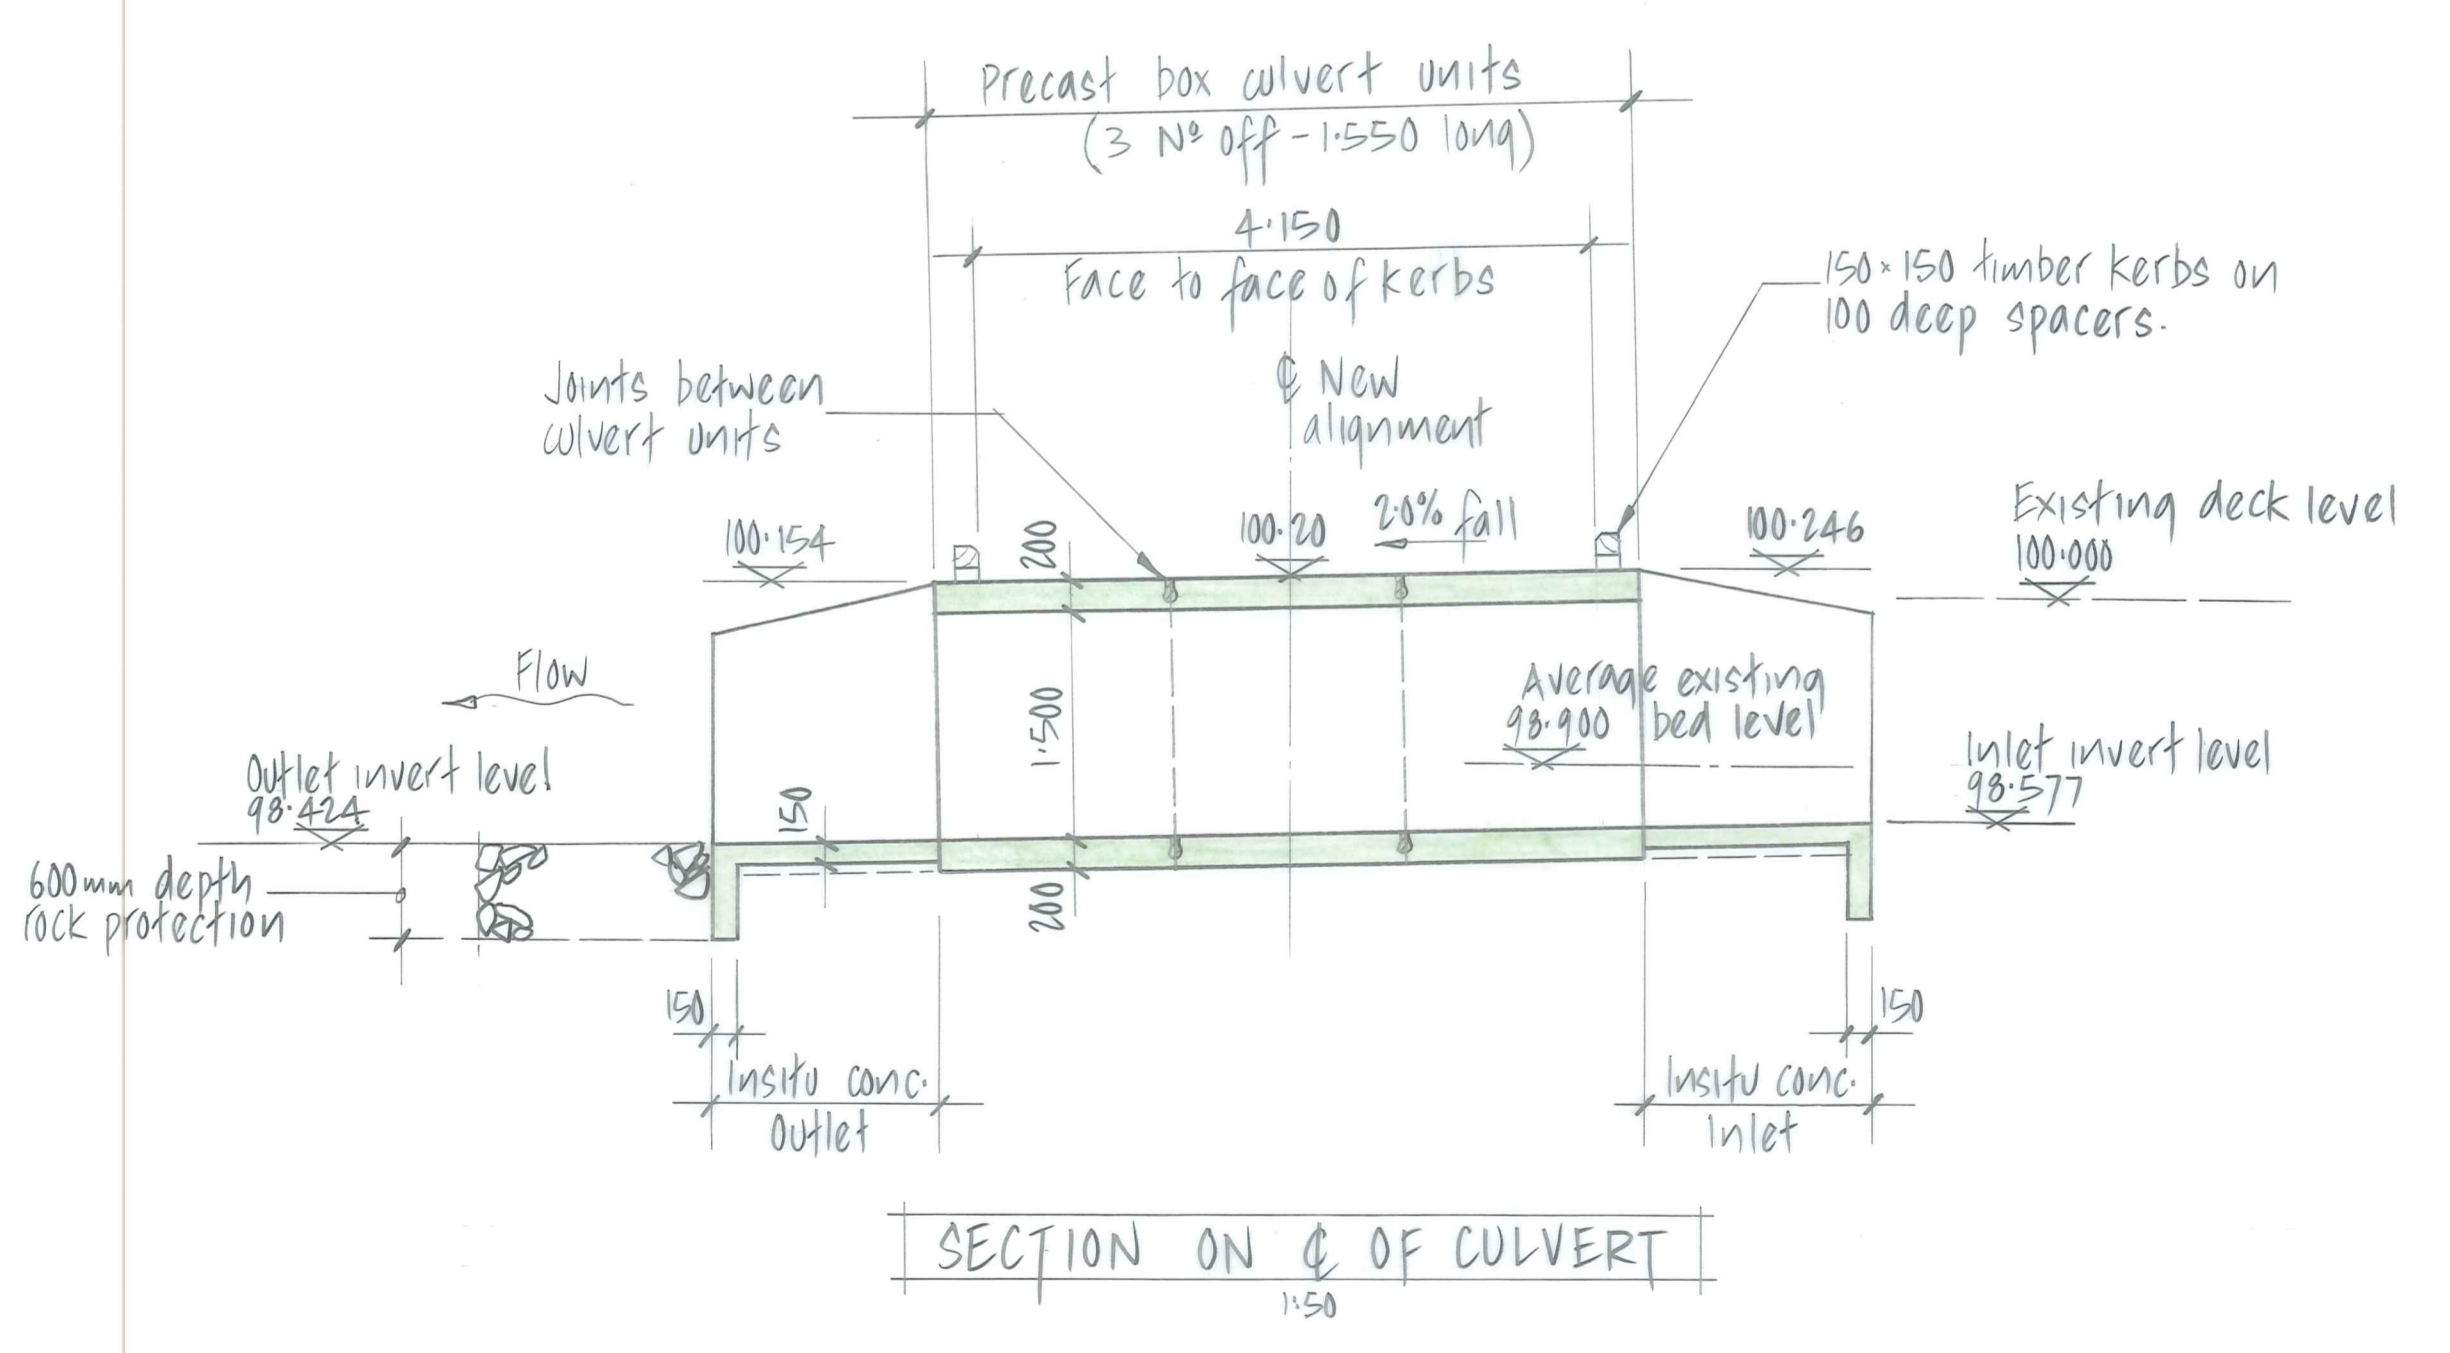 Precast box culvert units
(3 Nº off - 1·550 long)
4·150
Face to face of kerbs
150×150 timber kerbs on
100 deep spacers.
Joints between
culvert units
℄ New
alignment
100·154
200
100·20
2·0% fall
100·246
Existing deck level
100·000
Flow
1·500
Average existing
98·900 bed level
Outlet invert level
98·424
150
Inlet invert level
98·577
600mm depth
rock protection
200
150
150
Insitu conc.
Outlet
Insitu conc.
Inlet
SECTION ON ℄ OF CULVERT
1:50